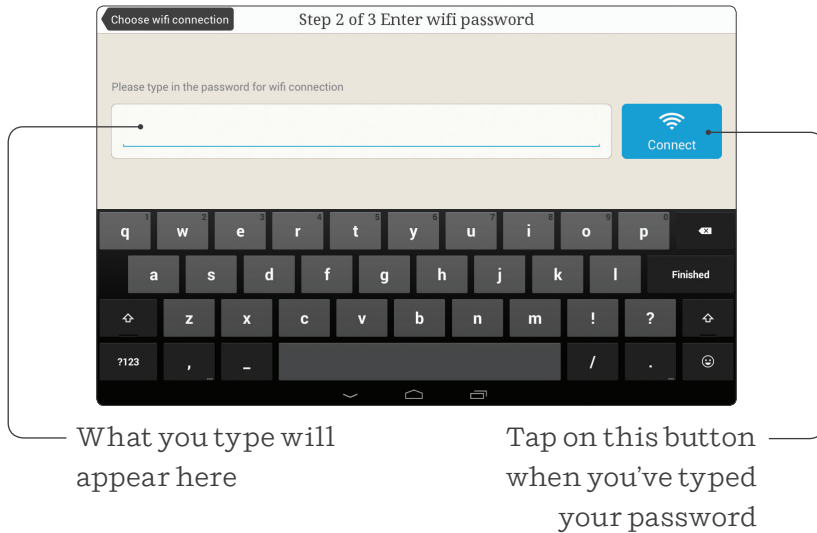 Choose wifi connection
Step 2 of 3 Enter wifi password
Please type in the password for wifi connection
Connect
1 2 3 4 5 6 7 8 9 0
q w e r t y u i o p
a s d f g h j k l Finished
z x c v b n m ! ?
?123 , _ / .
What you type will
appear here
Tap on this button
when you've typed
your password